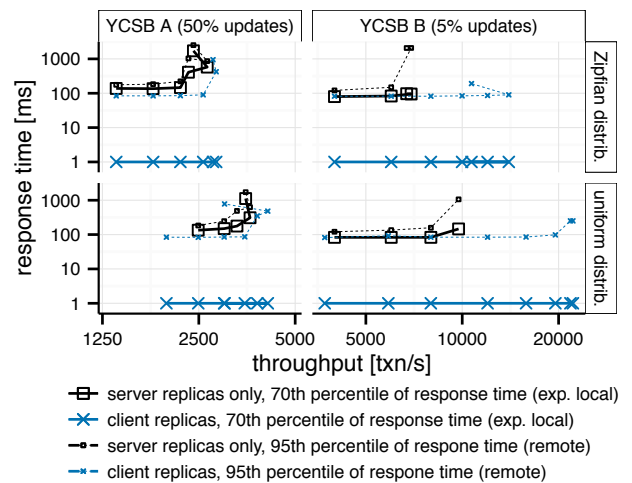 YCSB A (50% updates) YCSB B (5% updates)
1000
100
10
1
Zipfian distrib.
response time [ms]
1000
100
10
1
uniform distrib.
1250 2500 5000 5000 10000 20000
throughput [txn/s]
server replicas only, 70th percentile of response time (exp. local)
client replicas, 70th percentile of response time (exp. local)
server replicas only, 95th percentile of respone time (remote)
client replicas, 95th percentile of respone time (remote)